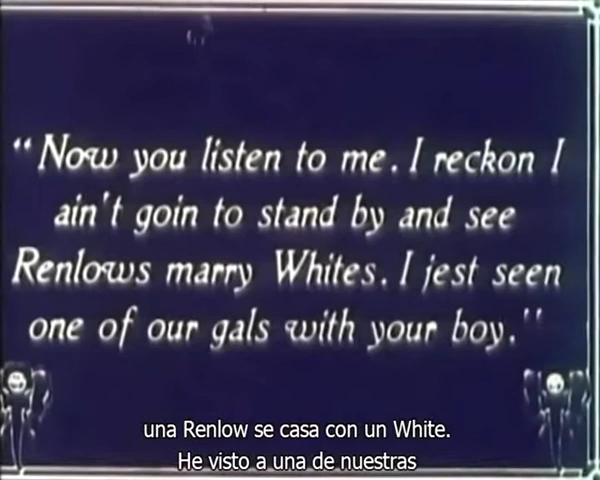 "Now you listen to me. I reckon I
ain't goin to stand by and see
Renlows marry Whites. I jest seen
one of our gals with your boy."
una Renlow se casa con un White.
He visto a una de nuestras